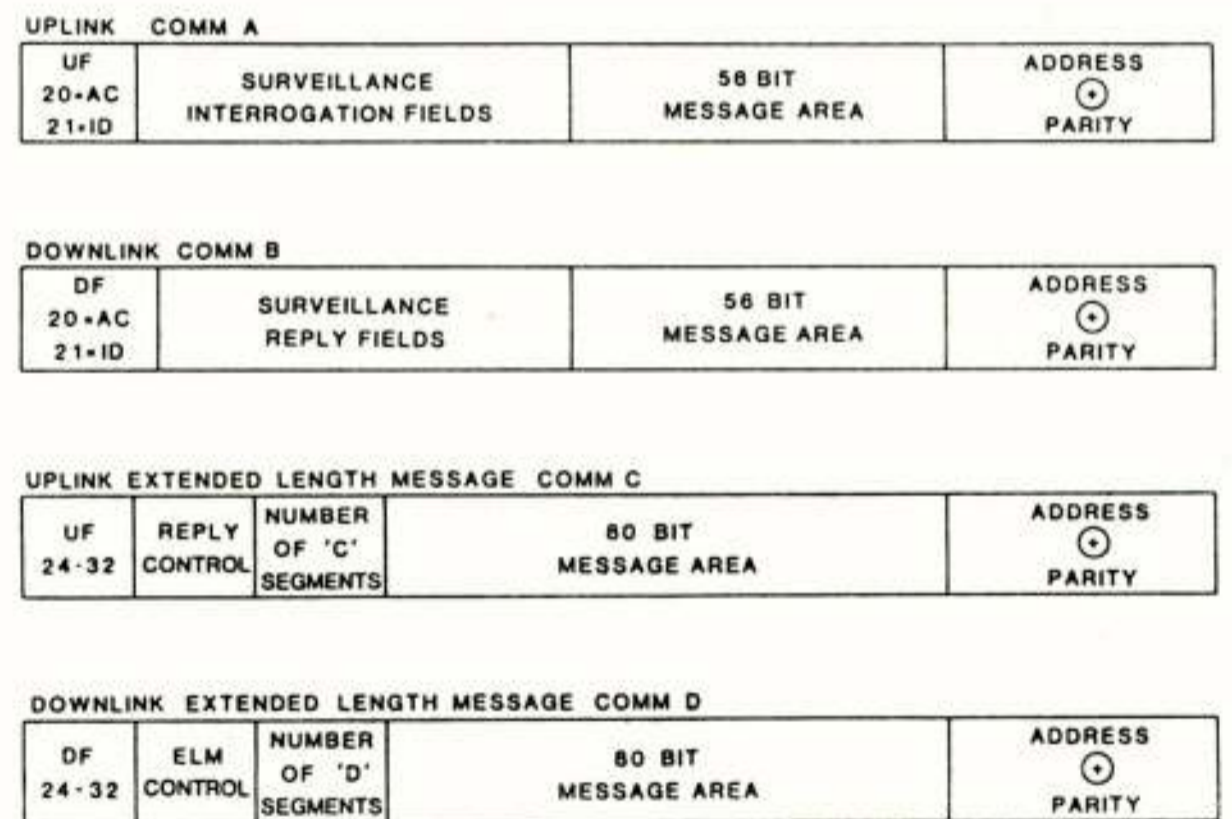 UPLINK COMM A
UF
20-AC
21-ID
SURVEILLANCE
INTERROGATION FIELDS
56 BIT
MESSAGE AREA
ADDRESS
⊕
PARITY
DOWNLINK COMM B
DF
20-AC
21-ID
SURVEILLANCE
REPLY FIELDS
56 BIT
MESSAGE AREA
ADDRESS
⊕
PARITY
UPLINK EXTENDED LENGTH MESSAGE COMM C
UF
24-32
REPLY
CONTROL
NUMBER
OF 'C'
SEGMENTS
80 BIT
MESSAGE AREA
ADDRESS
⊕
PARITY
DOWNLINK EXTENDED LENGTH MESSAGE COMM D
DF
24-32
ELM
CONTROL
NUMBER
OF 'D'
SEGMENTS
80 BIT
MESSAGE AREA
ADDRESS
⊕
PARITY